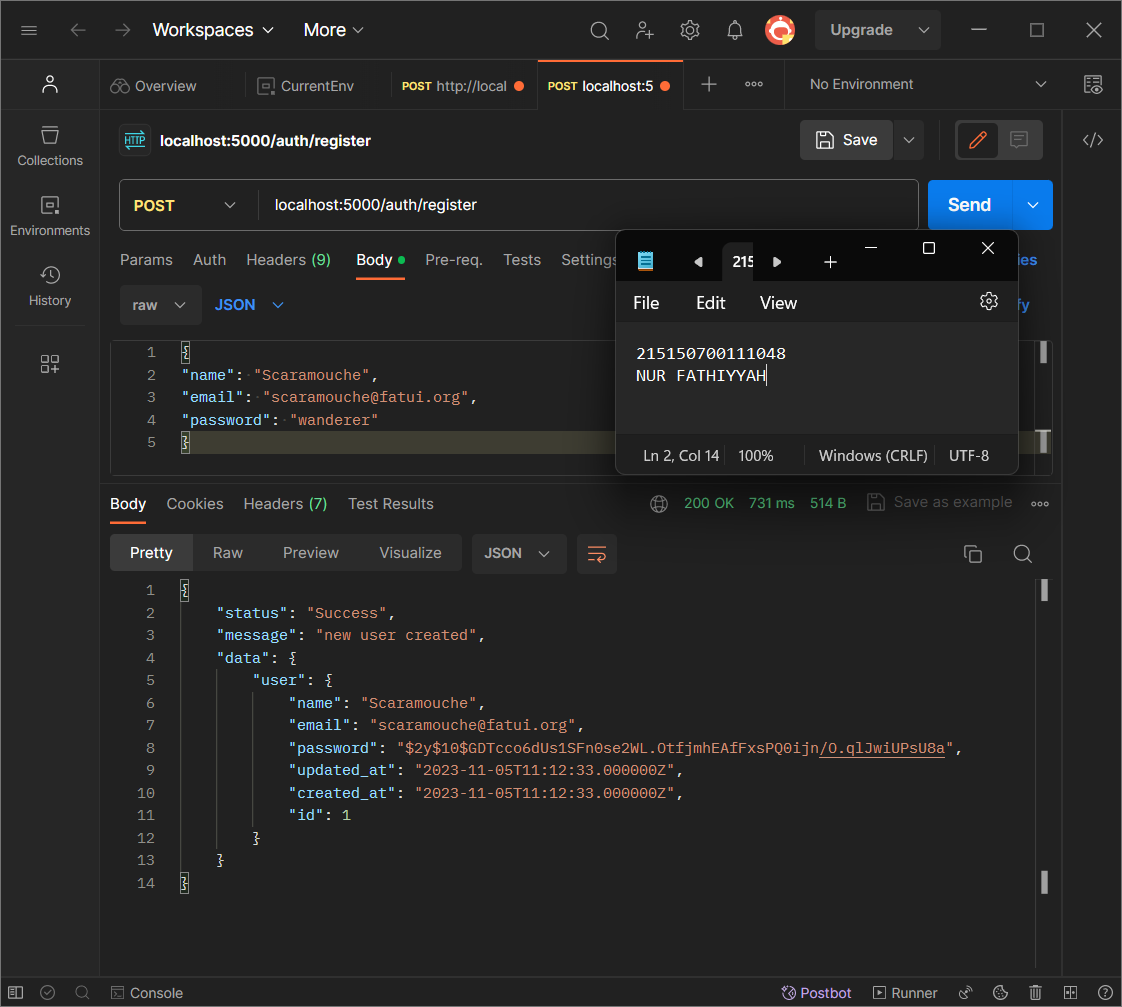 Workspaces More Upgrade
Overview CurrentEnv POST http://local POST localhost:5 No Environment
HTTP localhost:5000/auth/register Save
Collections
Environments
History
POST localhost:5000/auth/register Send
Params Auth Headers (9) Body Pre-req. Tests Settings
raw JSON
1 {
2 "name": "Scaramouche",
3 "email": "scaramouche@fatui.org",
4 "password": "wanderer"
5 }
215
File Edit View
215150700111048
NUR FATHIYYAH
Ln 2, Col 14 100% Windows (CRLF) UTF-8
Body Cookies Headers (7) Test Results 200 OK 731 ms 514 B Save as example
Pretty Raw Preview Visualize JSON
1 {
2 "status": "Success",
3 "message": "new user created",
4 "data": {
5 "user": {
6 "name": "Scaramouche",
7 "email": "scaramouche@fatui.org",
8 "password": "$2y$10$GDTcco6dUs1SFn0se2WL.OtfjmhEAfFxsPQ0ijn/O.qlJwiUPsU8a",
9 "updated_at": "2023-11-05T11:12:33.000000Z",
10 "created_at": "2023-11-05T11:12:33.000000Z",
11 "id": 1
12 }
13 }
14 }
Console Postbot Runner